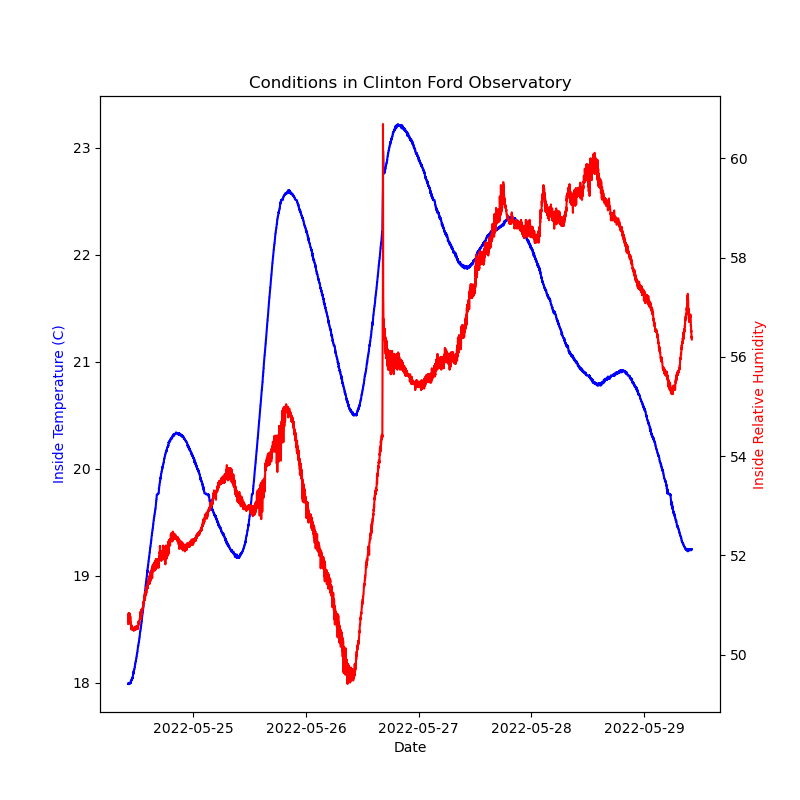 Conditions in Clinton Ford Observatory
23
22
21
20
19
18
Inside Temperature (C)
60
58
56
54
52
50
Inside Relative Humidity
2022-05-25 2022-05-26 2022-05-27 2022-05-28 2022-05-29
Date